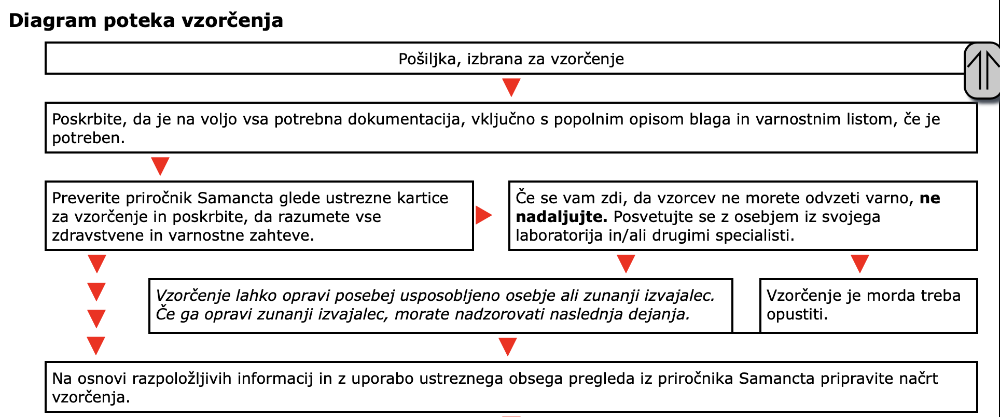 Diagram poteka vzorčenja
Pošiljka, izbrana za vzorčenje
Poskrbite, da je na voljo vsa potrebna dokumentacija, vključno s popolnim opisom blaga in varnostnim listom, če je
potreben.
Preverite priročnik Samancta glede ustrezne kartice
za vzorčenje in poskrbite, da razumete vse
zdravstvene in varnostne zahteve.
Če se vam zdi, da vzorcev ne morete odvzeti varno, ne
nadaljujte. Posvetujte se z osebjem iz svojega
laboratorija in/ali drugimi specialisti.
Vzorčenje lahko opravi posebej usposobljeno osebje ali zunanji izvajalec.
Če ga opravi zunanji izvajalec, morate nadzorovati naslednja dejanja.
Vzorčenje je morda treba
opustiti.
Na osnovi razpoložljivih informacij in z uporabo ustreznega obsega pregleda iz priročnika Samancta pripravite načrt
vzorčenja.